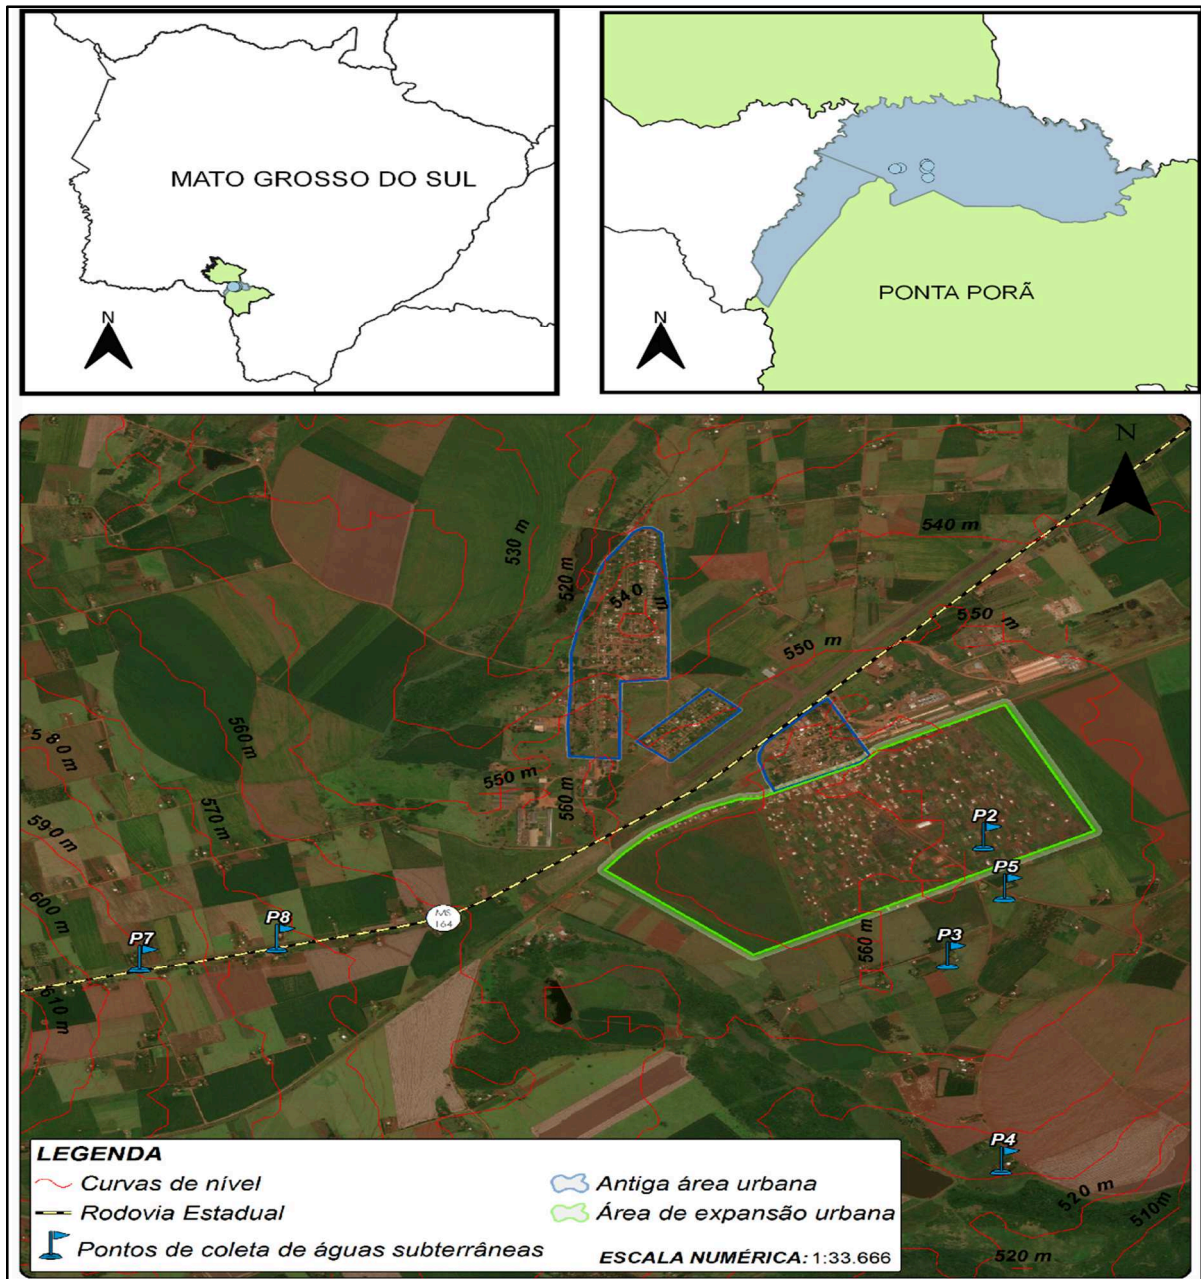 MATO GROSSO DO SUL
N
PONTA PORÃ
N
N
540 m
530 m
520 m
540 m
550 m
550 m
560 m
580 m
550 m
560 m
570 m
590 m
P2
P5
600 m
P8
MS
164
P7
P3
560 m
610 m
P4
520 m
510m
520 m
LEGENDA
Curvas de nível
Rodovia Estadual
Pontos de coleta de águas subterrâneas
Antiga área urbana
Área de expansão urbana
ESCALA NUMÉRICA: 1:33.666